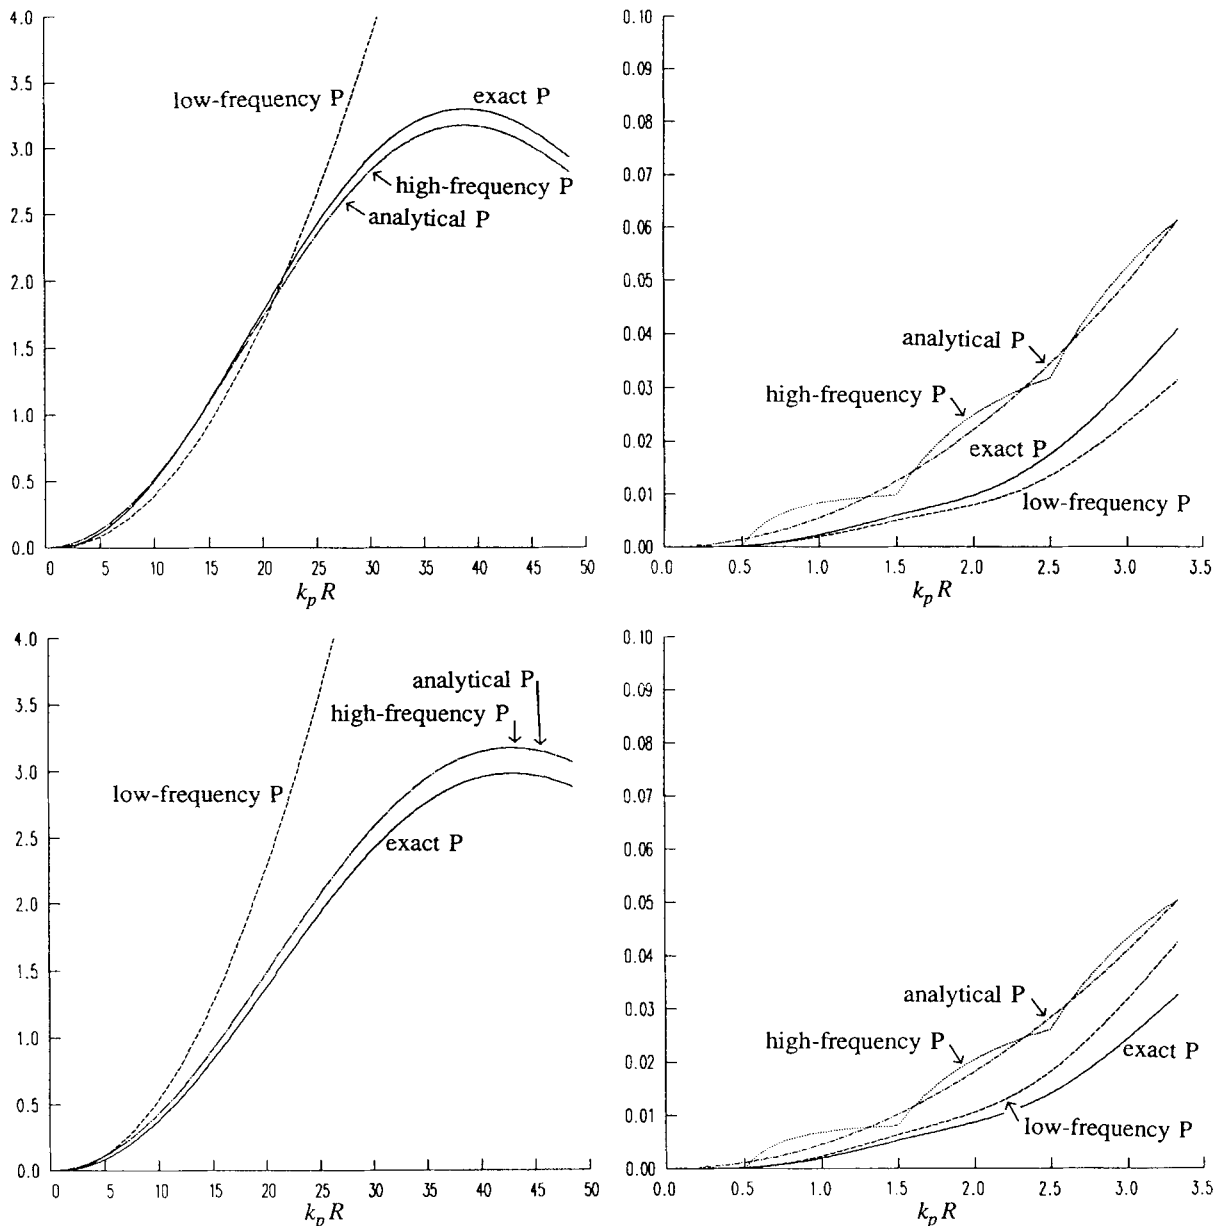 4.0
3.5
3.0
2.5
2.0
1.5
1.0
0.5
0.0
0 5 10 15 20 25 30 35 40 45 50
k_p R
low-frequency P
exact P
high-frequency P
analytical P
0.10
0.09
0.08
0.07
0.06
0.05
0.04
0.03
0.02
0.01
0.00
0.0 0.5 1.0 1.5 2.0 2.5 3.0 3.5
k_p R
analytical P
high-frequency P
exact P
low-frequency P
4.0
3.5
3.0
2.5
2.0
1.5
1.0
0.5
0.0
0 5 10 15 20 25 30 35 40 45 50
k_p R
analytical P
high-frequency P
low-frequency P
exact P
0.10
0.09
0.08
0.07
0.06
0.05
0.04
0.03
0.02
0.01
0.00
0.0 0.5 1.0 1.5 2.0 2.5 3.0 3.5
k_p R
analytical P
high-frequency P
exact P
low-frequency P